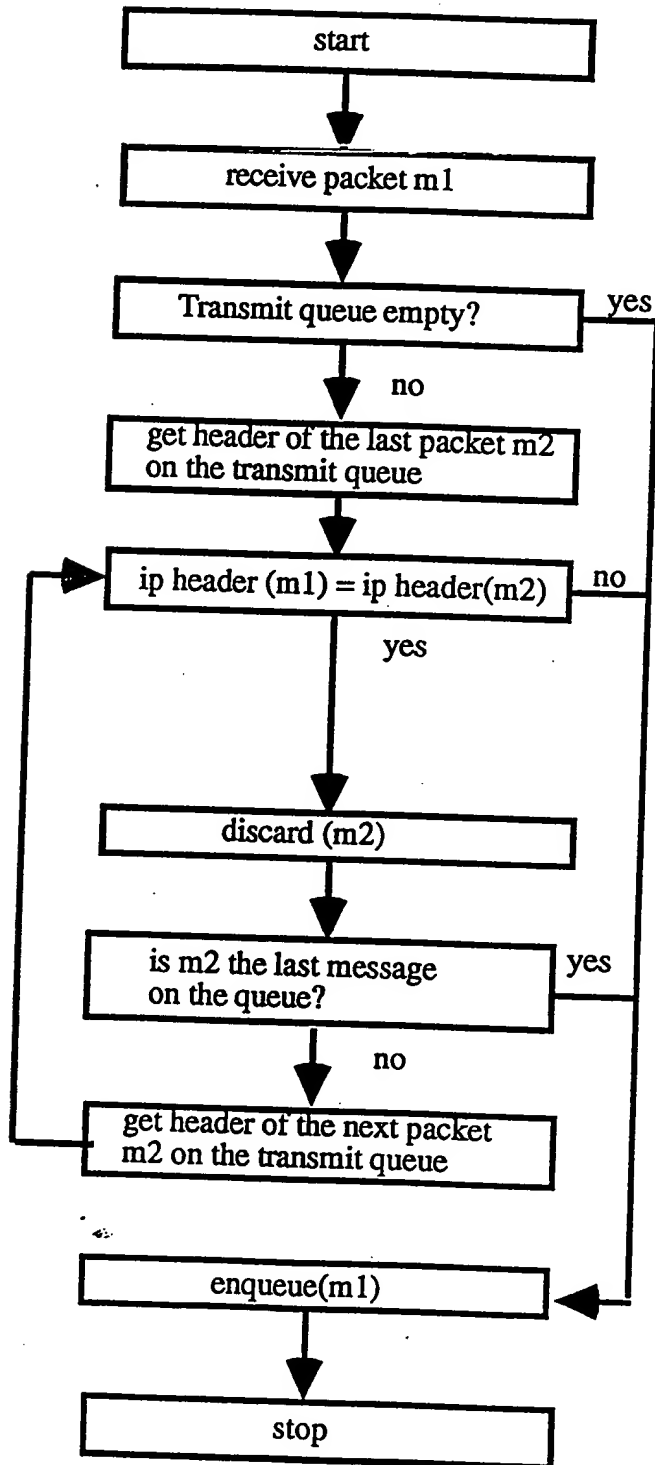 start
receive packet m1
Transmit queue empty?
yes
no
get header of the last packet m2
on the transmit queue
ip header (m1) = ip header(m2)
no
yes
discard (m2)
is m2 the last message
on the queue?
yes
no
get header of the next packet
m2 on the transmit queue
enqueue(m1)
stop